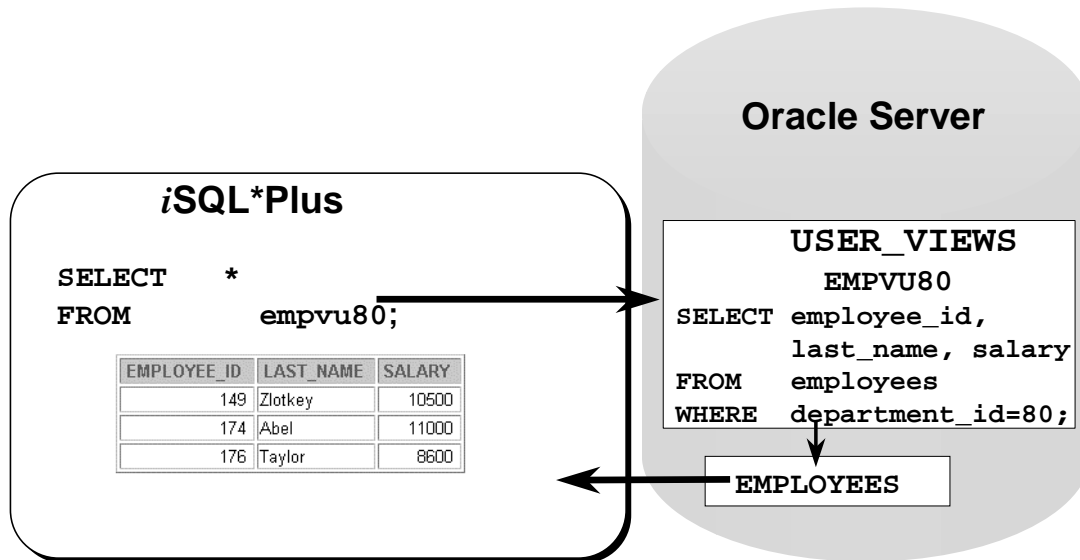 Oracle Server
iSQL*Plus
SELECT *
FROM empvu80;
EMPLOYEE_ID LAST_NAME SALARY
149 Zlotkey 10500
174 Abel 11000
176 Taylor 8600
USER_VIEWS
EMPVU80
SELECT employee_id,
last_name, salary
FROM employees
WHERE department_id=80;
EMPLOYEES